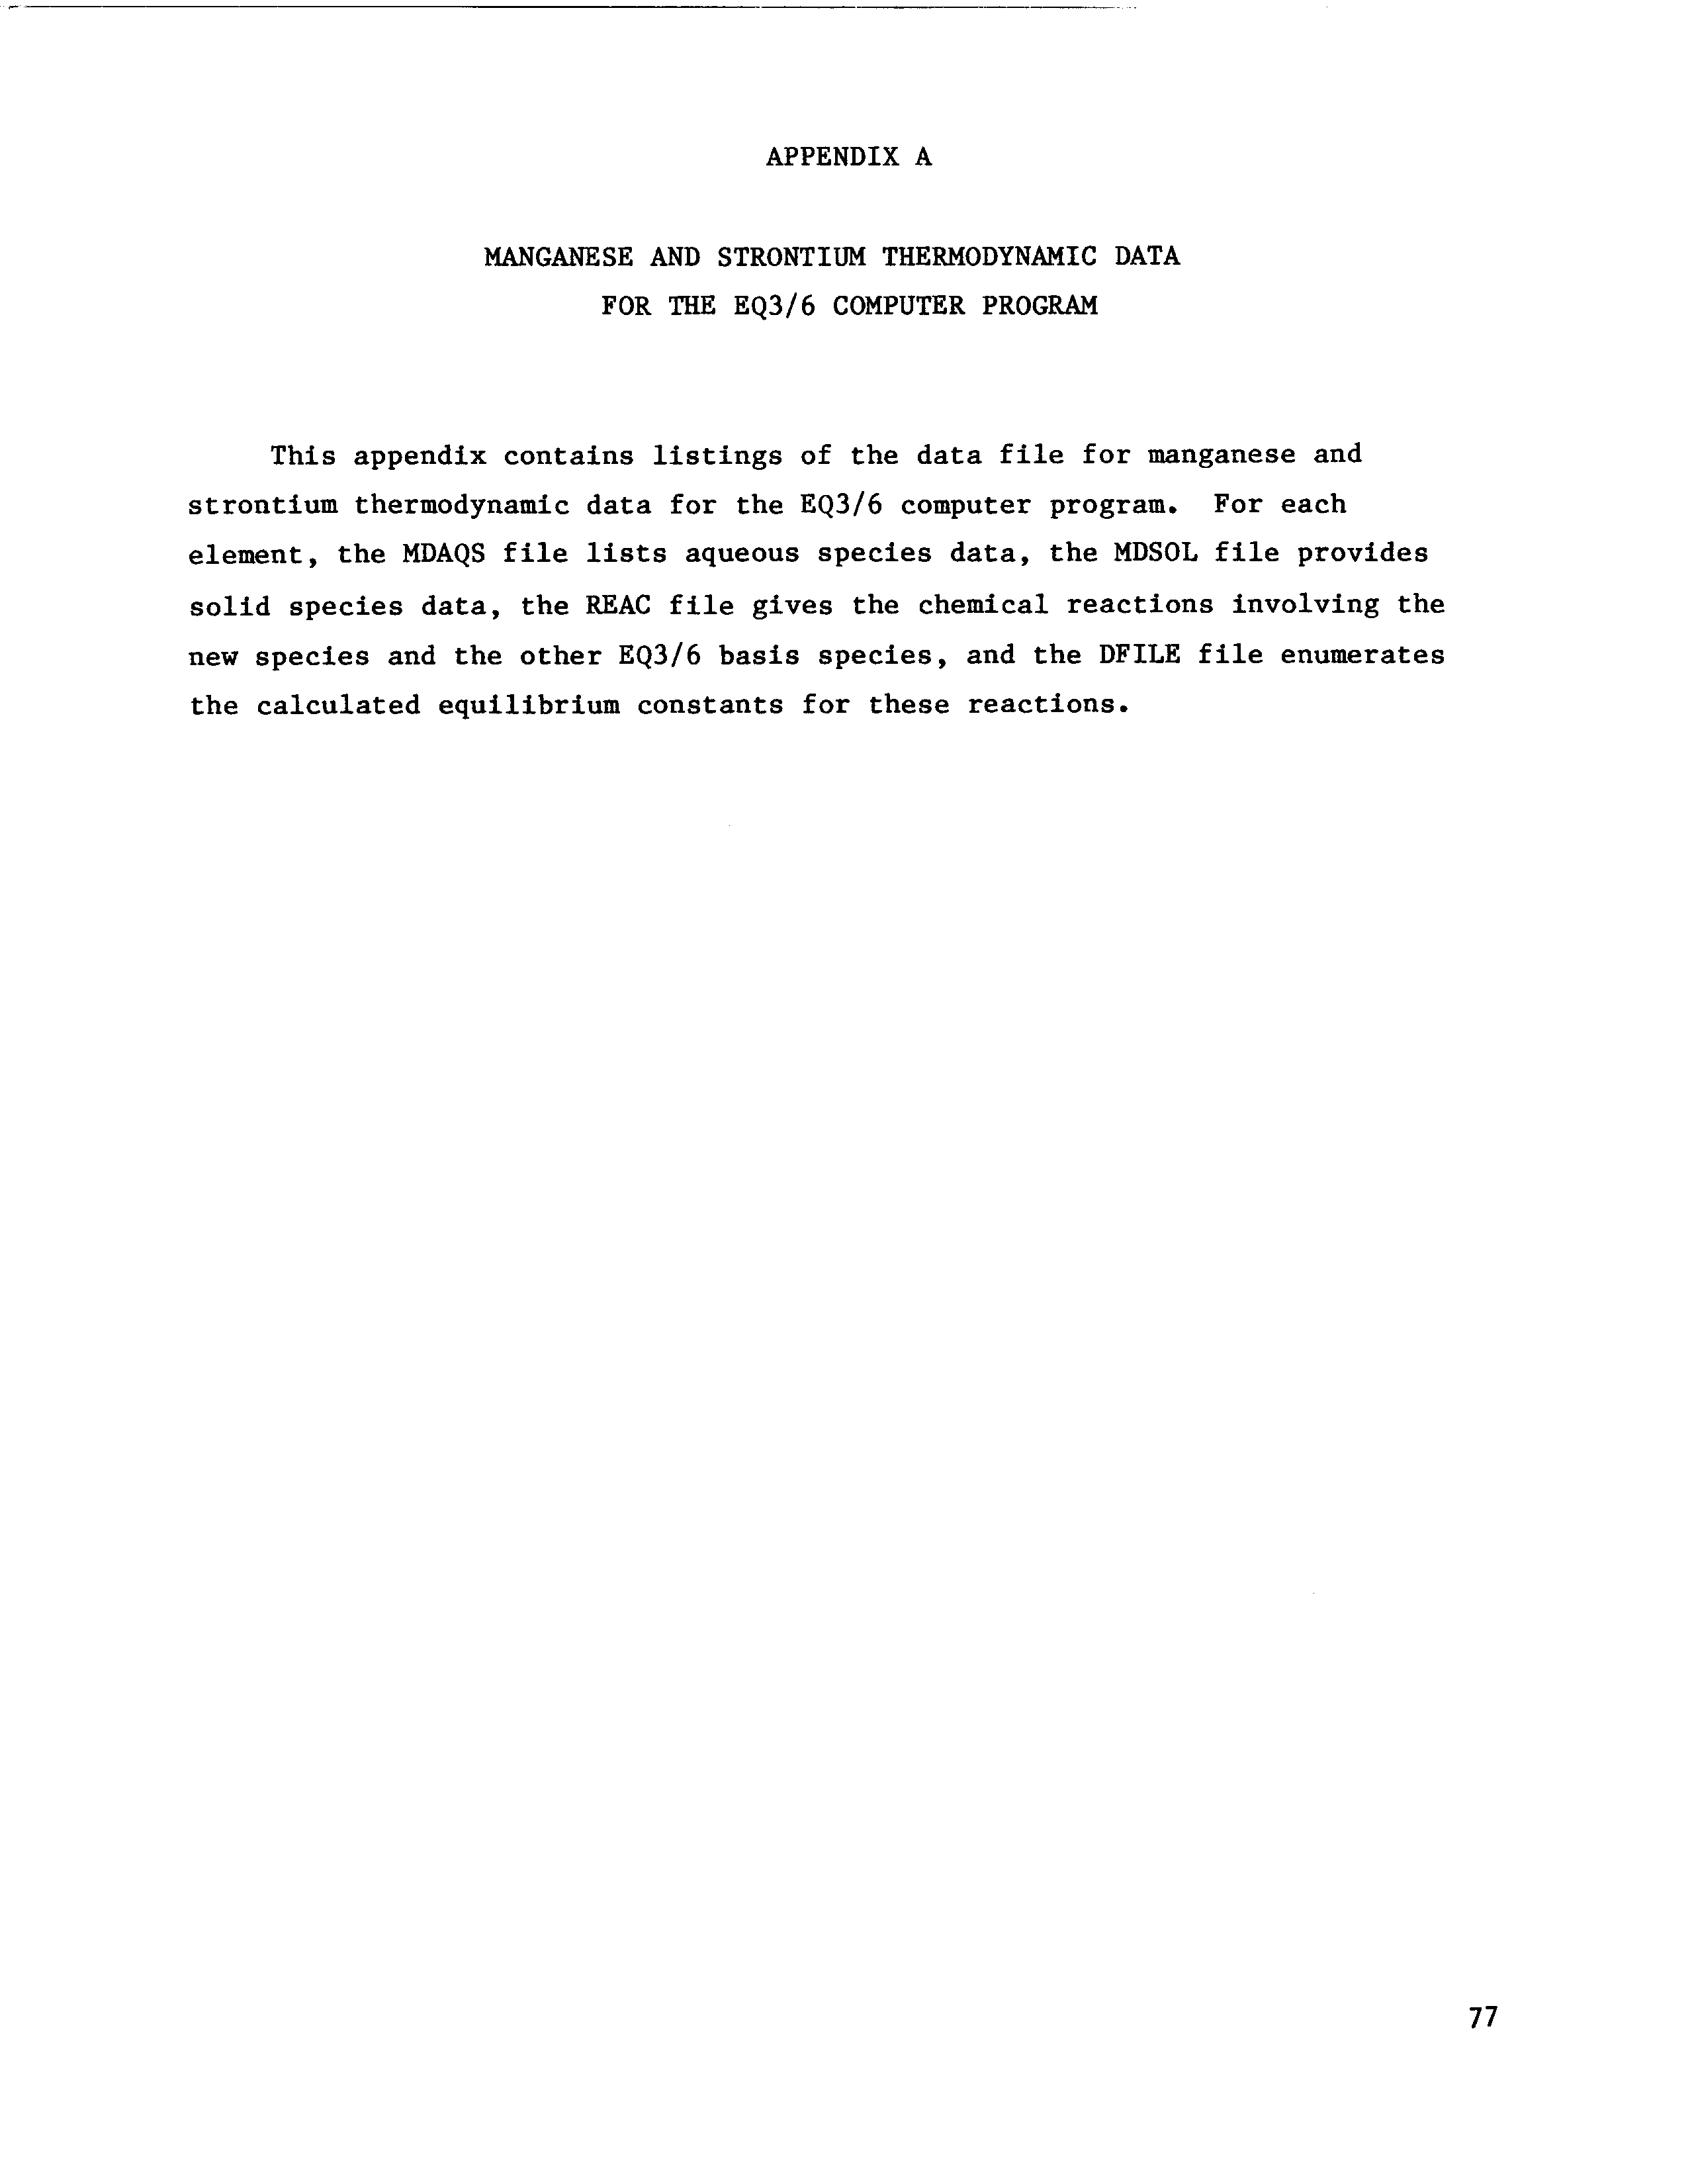 APPENDIX A
MANGANESE AND STRONTIUM THERMODYNAMIC DATA
FOR THE EQ3/6 COMPUTER PROGRAM
This appendix contains listings of the data file for manganese and
strontium thermodynamic data for the EQ3/6 computer program. For each
element, the MDAQS file lists aqueous species data, the MDSOL file provides
solid species data, the REAC file gives the chemical reactions involving the
new species and the other EQ3/6 basis species, and the DFILE file enumerates
the calculated equilibrium constants for these reactions.
77